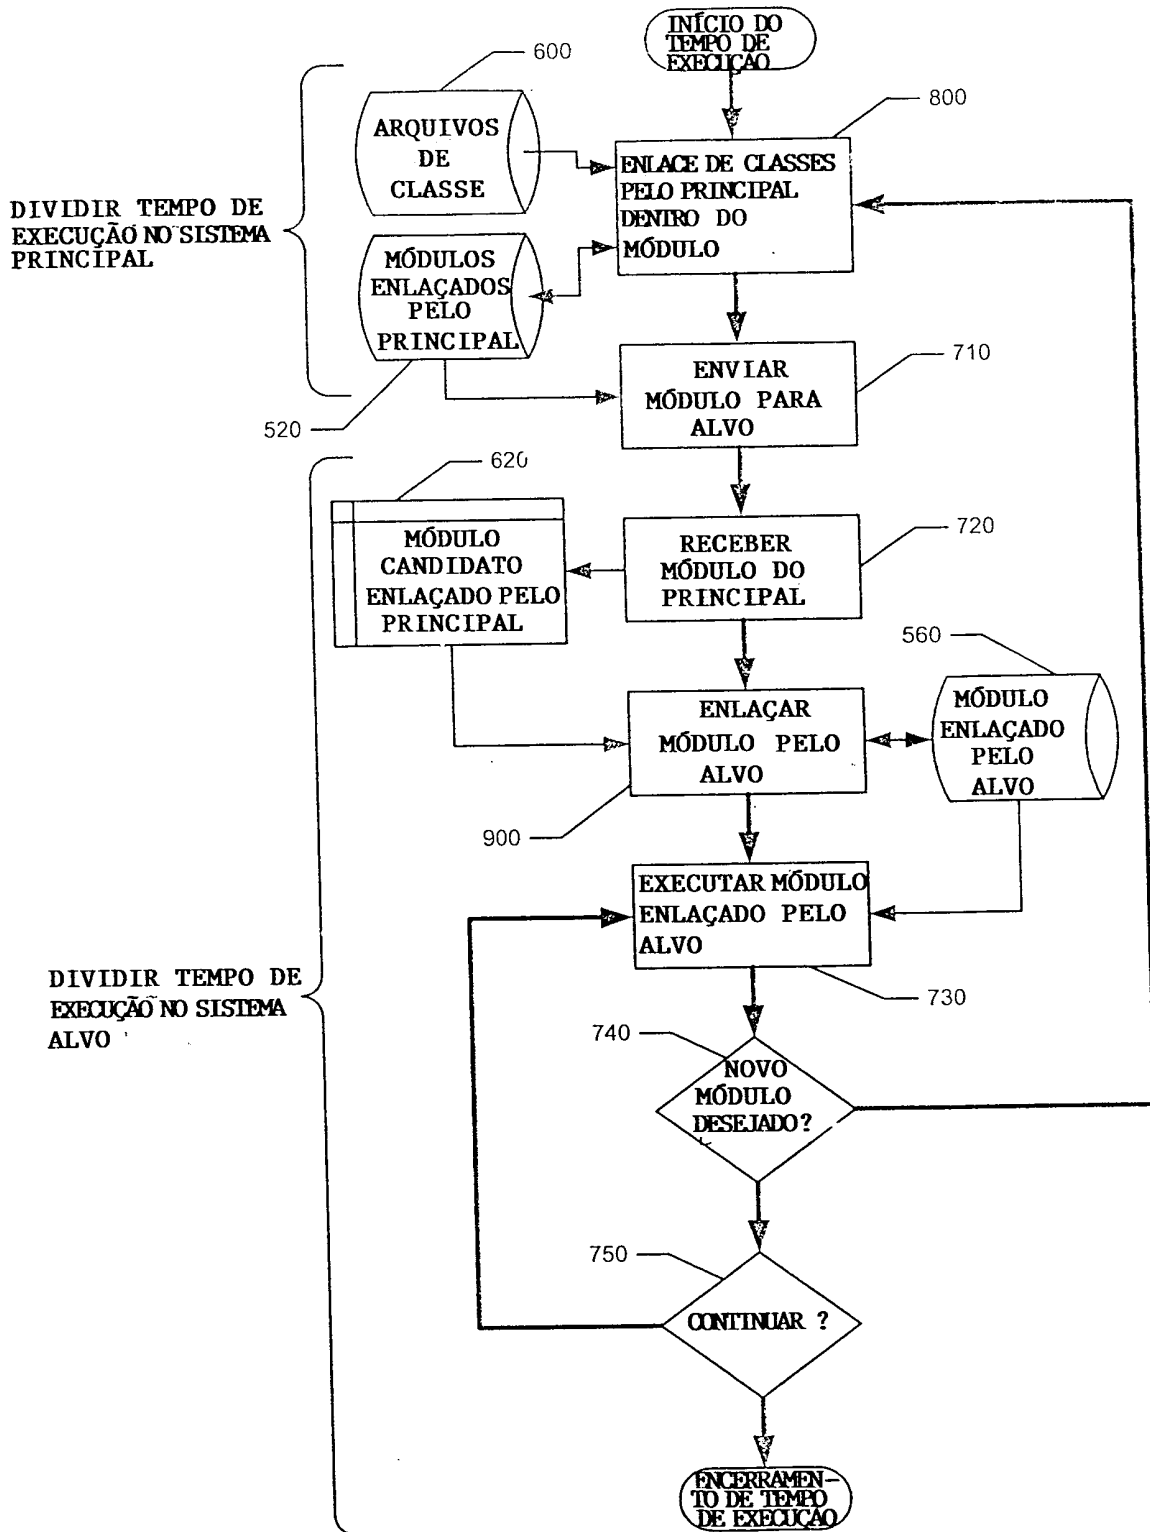 INÍCIO DO
TEMPO DE
EXECUÇÃO
600
800
ARQUIVOS
DE
CLASSE
ENLACE DE CLASSES
PELO PRINCIPAL
DENTRO DO
MÓDULO
DIVIDIR TEMPO DE
EXECUÇÃO NO SISTEMA
PRINCIPAL
MÓDULOS
ENLAÇADOS
PELO
PRINCIPAL
710
ENVIAR
MÓDULO PARA
ALVO
520
620
MÓDULO
CANDIDATO
ENLAÇADO PELO
PRINCIPAL
720
RECEBER
MÓDULO DO
PRINCIPAL
560
ENLAÇAR
MÓDULO PELO
ALVO
MÓDULO
ENLAÇADO
PELO
ALVO
900
EXECUTAR MÓDULO
ENLAÇADO PELO
ALVO
DIVIDIR TEMPO DE
EXECUÇÃO NO SISTEMA
ALVO
730
740
NOVO
MÓDULO
DESEJADO?
750
CONTINUAR ?
ENCERRAMEN-
TO DE TEMPO
DE EXECUÇÃO